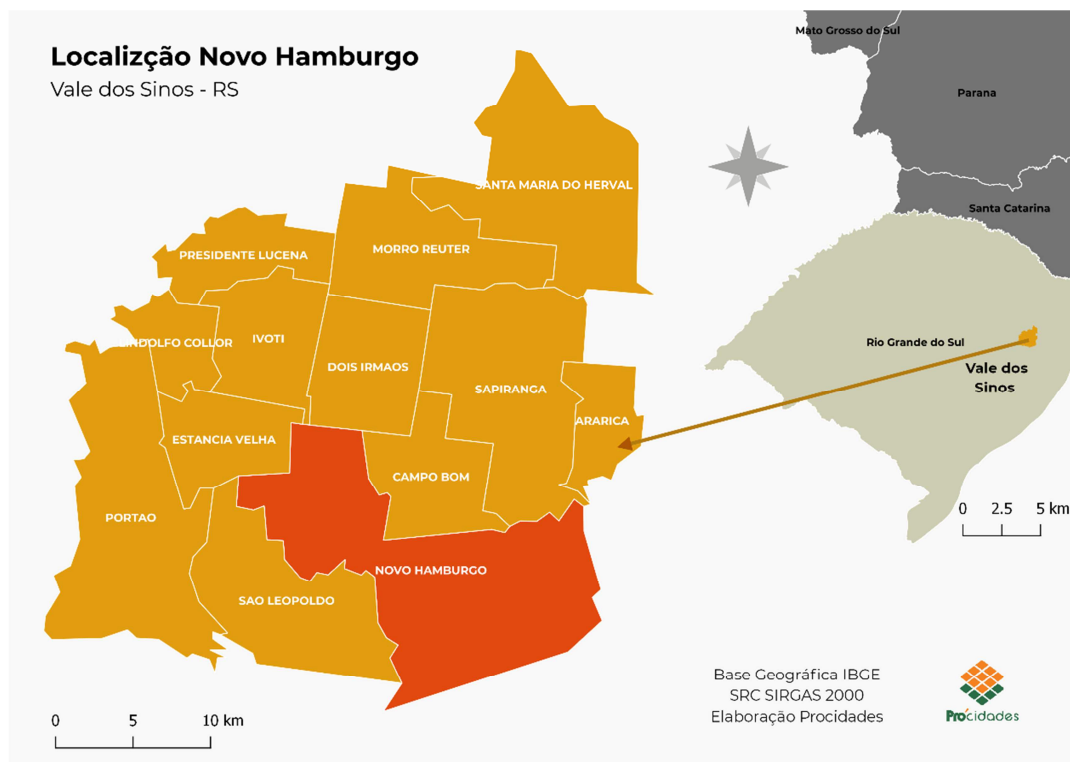 Localizção Novo Hamburgo
Vale dos Sinos - RS
Mato Grosso do Sul
Parana
Santa Catarina
Rio Grande do Sul
Vale dos
Sinos
SANTA MARIA DO HERVAL
MORRO REUTER
PRESIDENTE LUCENA
LINDOLFO COLLOR
IVOTI
DOIS IRMAOS
SAPIRANGA
ARARICA
ESTANCIA VELHA
CAMPO BOM
PORTAO
NOVO HAMBURGO
SAO LEOPOLDO
0 2.5 5 km
0 5 10 km
Base Geográfica IBGE
SRC SIRGAS 2000
Elaboração Procidades
Procidades